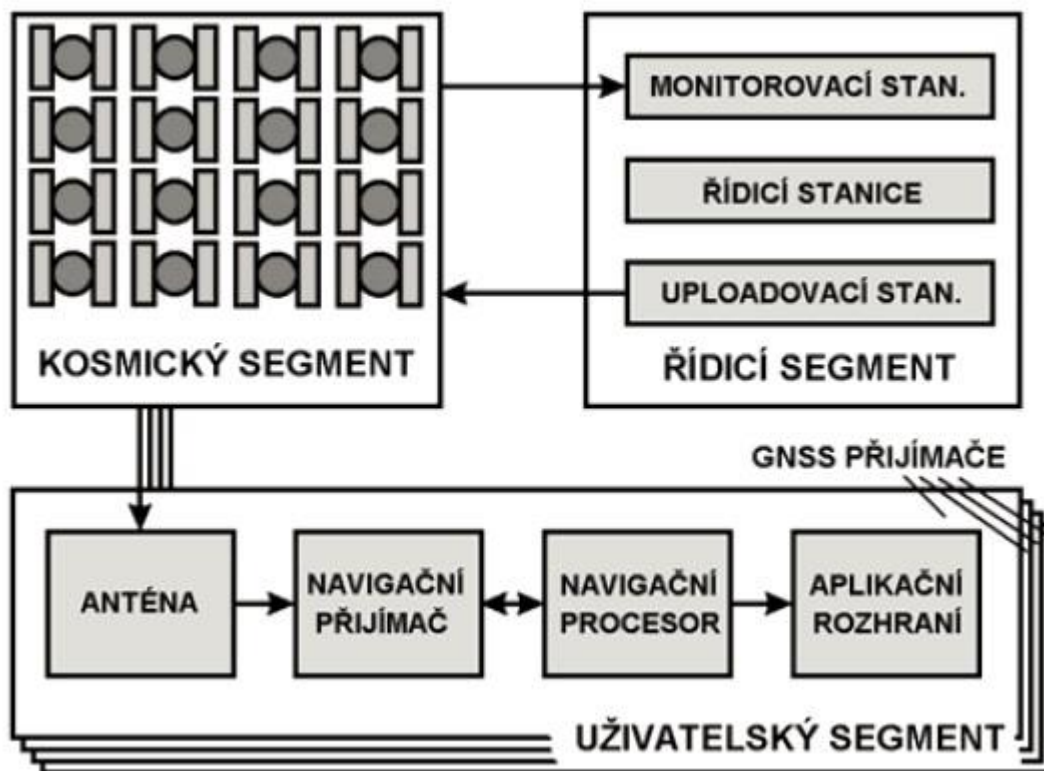 MONITOROVACÍ STAN.
ŘÍDICÍ STANICE
UPLOADOVACÍ STAN.
KOSMICKÝ SEGMENT
ŘÍDICÍ SEGMENT
GNSS PŘIJÍMAČE
ANTÉNA
NAVIGAČNÍ
PŘIJÍMAČ
NAVIGAČNÍ
PROCESOR
APLIKAČNÍ
ROZHRANÍ
UŽIVATELSKÝ SEGMENT